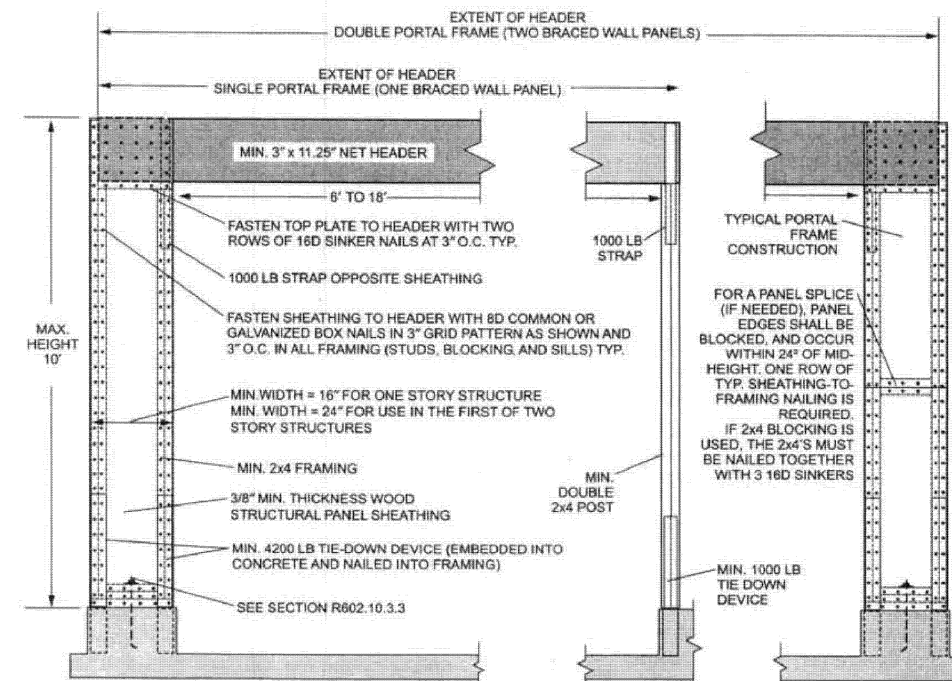 EXTENT OF HEADER
DOUBLE PORTAL FRAME (TWO BRACED WALL PANELS)
EXTENT OF HEADER
SINGLE PORTAL FRAME (ONE BRACED WALL PANEL)
MIN. 3″ x 11.25″ NET HEADER
6′ TO 18′
FASTEN TOP PLATE TO HEADER WITH TWO
ROWS OF 16D SINKER NAILS AT 3″ O.C. TYP.
1000 LB STRAP OPPOSITE SHEATHING
FASTEN SHEATHING TO HEADER WITH 8D COMMON OR
GALVANIZED BOX NAILS IN 3″ GRID PATTERN AS SHOWN AND
3″ O.C. IN ALL FRAMING (STUDS, BLOCKING, AND SILLS) TYP.
MAX.
HEIGHT
10′
MIN.WIDTH = 16″ FOR ONE STORY STRUCTURE
MIN. WIDTH = 24″ FOR USE IN THE FIRST OF TWO
STORY STRUCTURES
MIN. 2x4 FRAMING
3/8″ MIN. THICKNESS WOOD
STRUCTURAL PANEL SHEATHING
MIN. 4200 LB TIE-DOWN DEVICE (EMBEDDED INTO
CONCRETE AND NAILED INTO FRAMING)
SEE SECTION R602.10.3.3
1000 LB
STRAP
MIN.
DOUBLE
2x4 POST
MIN. 1000 LB
TIE DOWN
DEVICE
TYPICAL PORTAL
FRAME
CONSTRUCTION
FOR A PANEL SPLICE
(IF NEEDED), PANEL
EDGES SHALL BE
BLOCKED, AND OCCUR
WITHIN 24″ OF MID-
HEIGHT. ONE ROW OF
TYP. SHEATHING-TO-
FRAMING NAILING IS
REQUIRED.
IF 2x4 BLOCKING IS
USED, THE 2x4'S MUST
BE NAILED TOGETHER
WITH 3 16D SINKERS